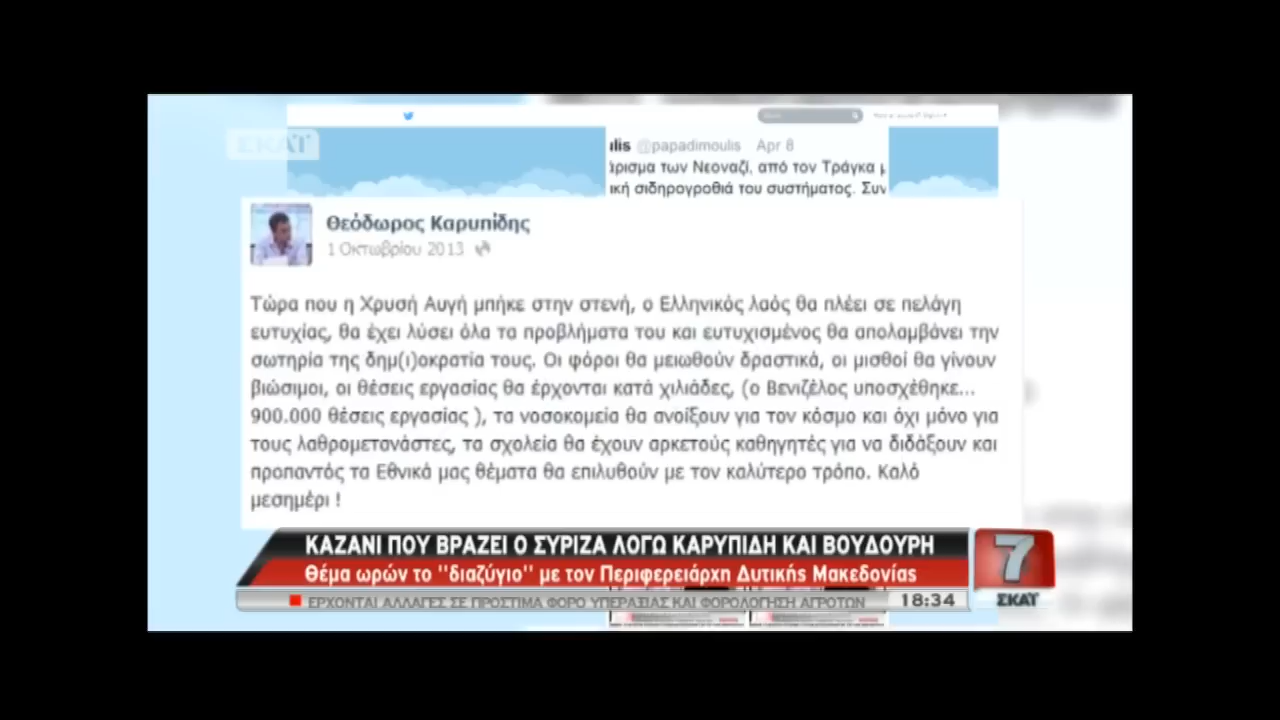 ΣΚΑΪ
ulis @papadimoulis Apr 8
άρισμα των Νεοναζί, από τον Τράγκα μ
ική σιδηρογροθιά του συστήματος. Συν
Θεόδωρος Καρυπίδης
1 Οκτωβρίου 2013
Τώρα που η Χρυσή Αυγή μπήκε στην στενή, ο Ελληνικός λαός θα πλέει σε πελάγη
ευτυχίας, θα έχει λύσει όλα τα προβλήματα του και ευτυχισμένος θα απολαμβάνει την
σωτηρία της δημ(ι)οκρατία τους. Οι φόροι θα μειωθούν δραστικά, οι μισθοί θα γίνουν
βιώσιμοι, οι θέσεις εργασίας θα έρχονται κατά χιλιάδες, (ο Βενιζέλος υποσχέθηκε...
900.000 θέσεις εργασίας ), τα νοσοκομεία θα ανοίξουν για τον κόσμο και όχι μόνο για
τους λαθρομετανάστες, τα σχολεία θα έχουν αρκετούς καθηγητές για να διδάξουν και
προπαντός τα Εθνικά μας θέματα θα επιλυθούν με τον καλύτερο τρόπο. Καλό
μεσημέρι !
ΚΑΖΑΝΙ ΠΟΥ ΒΡΑΖΕΙ Ο ΣΥΡΙΖΑ ΛΟΓΩ ΚΑΡΥΠΙΔΗ ΚΑΙ ΒΟΥΔΟΥΡΗ
Θέμα ωρών το "διαζύγιο" με τον Περιφερειάρχη Δυτικής Μακεδονίας
ΕΡΧΟΝΤΑΙ ΑΛΛΑΓΕΣ ΣΕ ΠΡΟΣΤΙΜΑ ΦΟΡΟ ΥΠΕΡΑΞΙΑΣ ΚΑΙ ΦΟΡΟΛΟΓΗΣΗ ΑΓΡΟΤΩΝ 18:34
7
ΣΚΑΪ